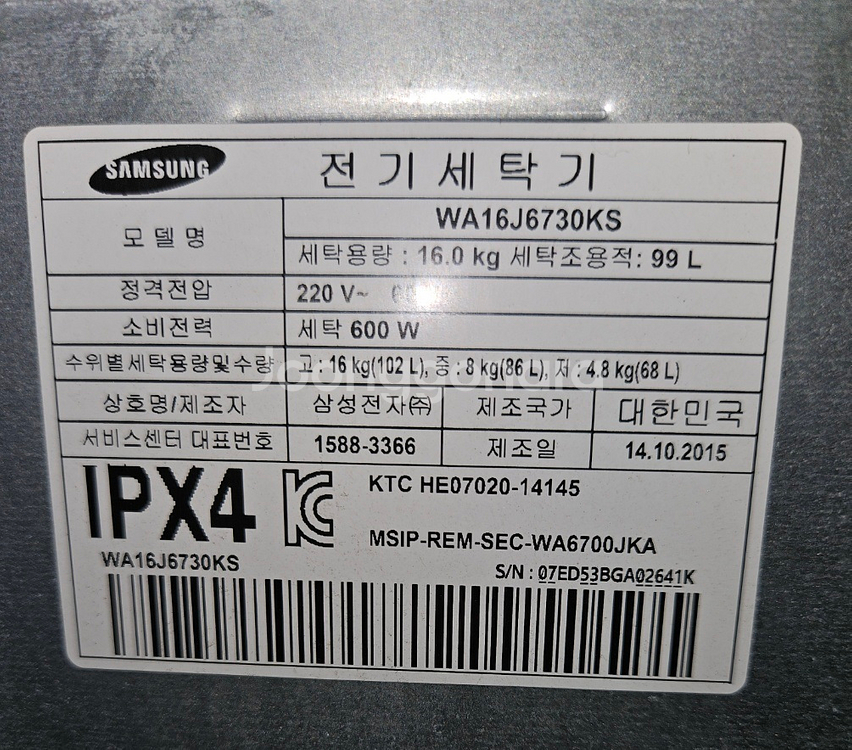 SAMSUNG 전기세탁기
모델명 WA16J6730KS
세탁용량 : 16.0 kg 세탁조용적: 99 L
정격전압 220 V~
소비전력 세탁 600 W
수위별세탁용량및수량 고 : 16 kg(102 L), 중 : 8 kg(86 L), 저 : 4.8 kg(68 L)
Joonggonara
상호명/제조자 삼성전자㈜ 제조국가 대한민국
서비스센터 대표번호 1588-3366 제조일 14.10.2015
IPX4 KTC HE07020-14145
MSIP-REM-SEC-WA6700JKA
WA16J6730KS S/N : 07ED53BGA02641K